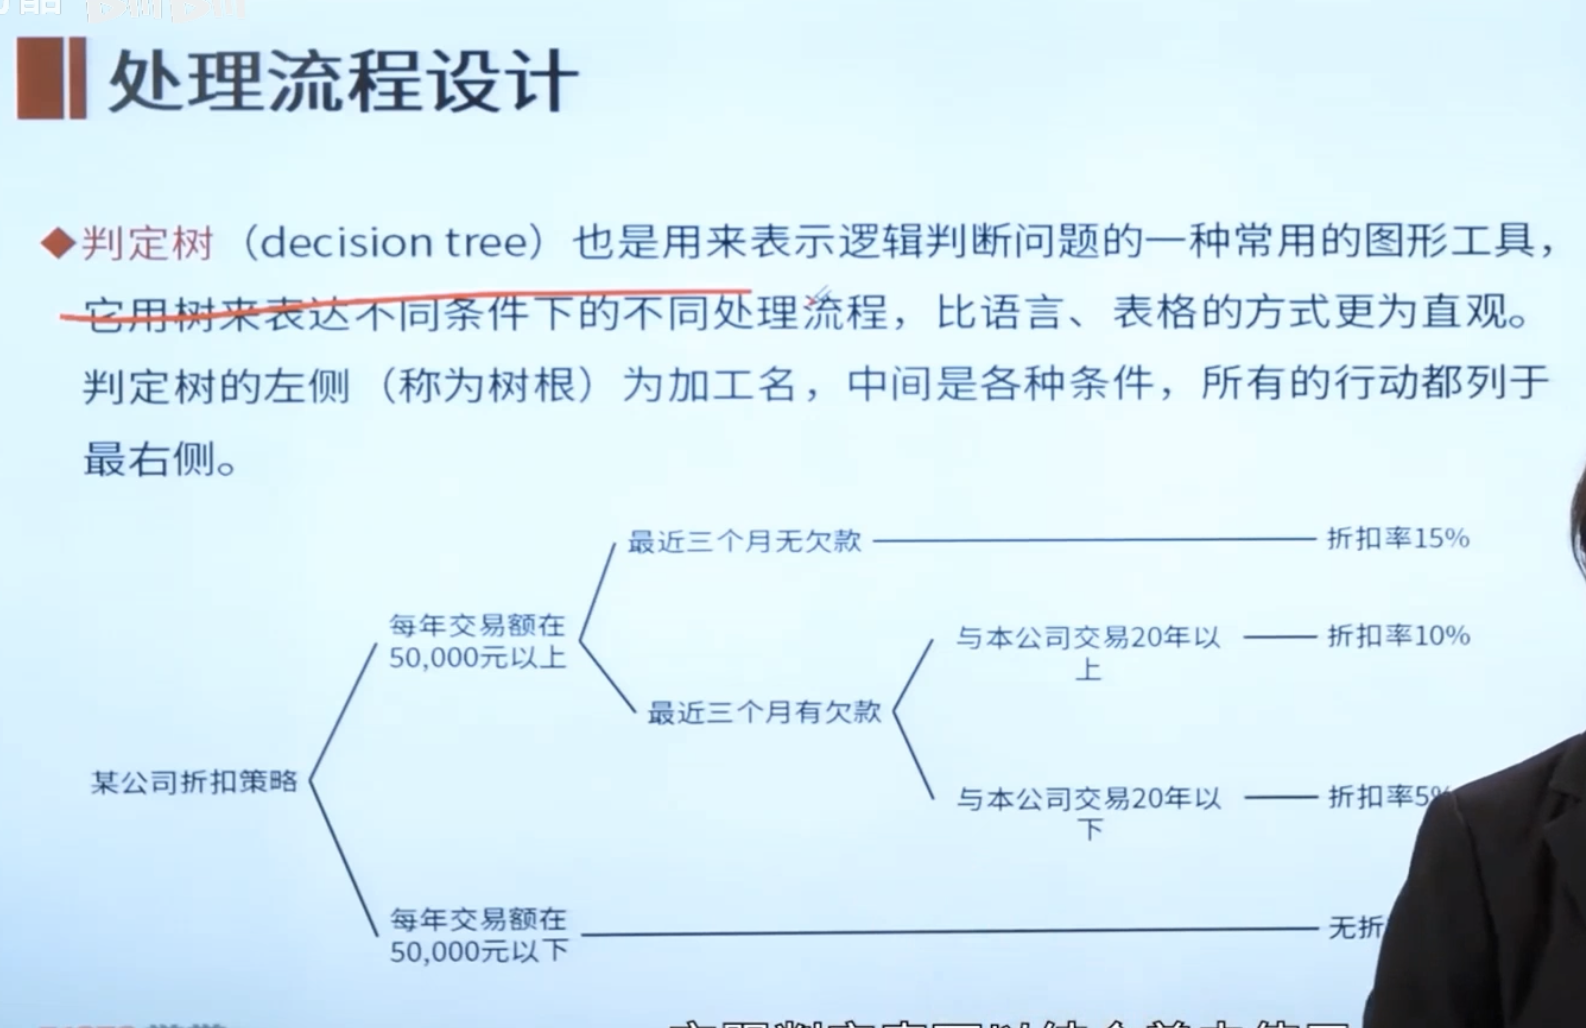 处理流程设计
◆判定树（decision tree）也是用来表示逻辑判断问题的一种常用的图形工具，
它用树来表达不同条件下的不同处理流程，比语言、表格的方式更为直观。
判定树的左侧（称为树根）为加工名，中间是各种条件，所有的行动都列于
最右侧。
最近三个月无欠款 折扣率15%
每年交易额在
50,000元以上
与本公司交易20年以
上
折扣率10%
最近三个月有欠款
某公司折扣策略
与本公司交易20年以
下
折扣率5%
每年交易额在
50,000元以下
无折